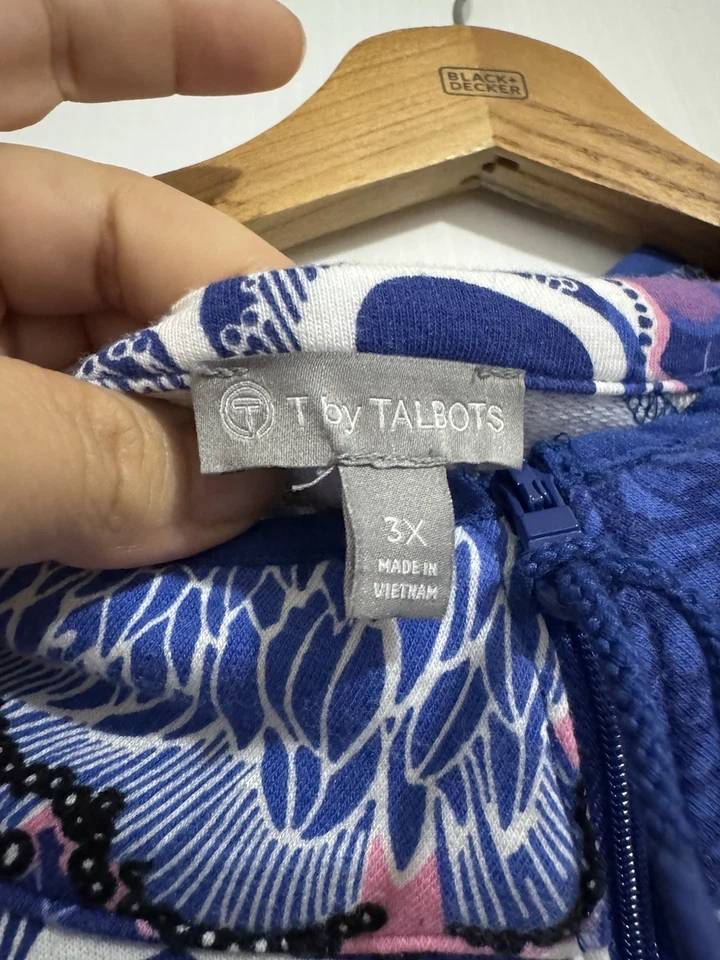 BLACK+
DECKER
T by TALBOTS
3X
MADE IN
VIETNAM